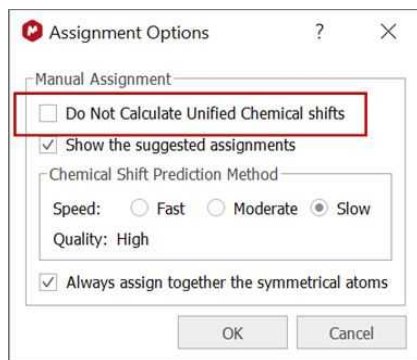 Assignment Options ?
Manual Assignment
Do Not Calculate Unified Chemical shifts
Show the suggested assignments
Chemical Shift Prediction Method
Speed: Fast Moderate Slow
Quality: High
Always assign together the symmetrical atoms
OK Cancel